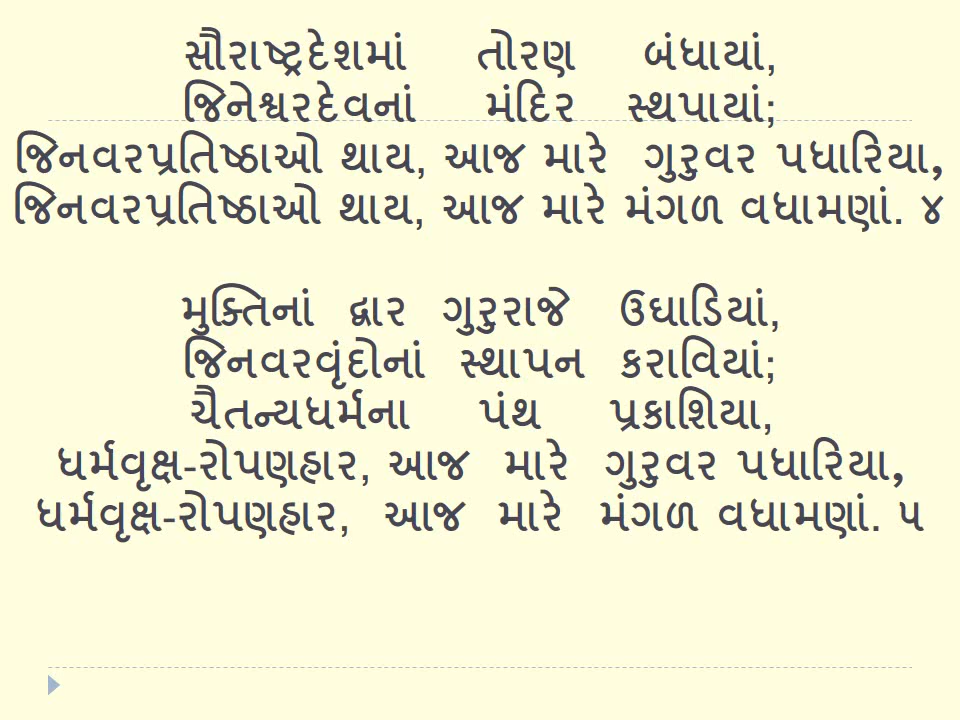 સૌરાષ્ટ્રદેશમાં તોરણ બંધાયાં,
જિનેશ્વરદેવનાં મંદિર સ્થપાયાં;
જિનવરપ્રતિષ્ઠાઓ થાય, આજ મારે ગુરુવર પધારિયા,
જિનવરપ્રતિષ્ઠાઓ થાય, આજ મારે મંગળ વધામણાં. ૪
મુક્તિનાં દ્વાર ગુરુરાજે ઉઘાડિયાં,
જિનવરવૃંદોનાં સ્થાપન કરાવિયાં;
ચૈતન્યધર્મના પંથ પ્રકાશિયા,
ધર્મવૃક્ષ-રોપણહાર, આજ મારે ગુરુવર પધારિયા,
ધર્મવૃક્ષ-રોપણહાર, આજ મારે મંગળ વધામણાં. ૫